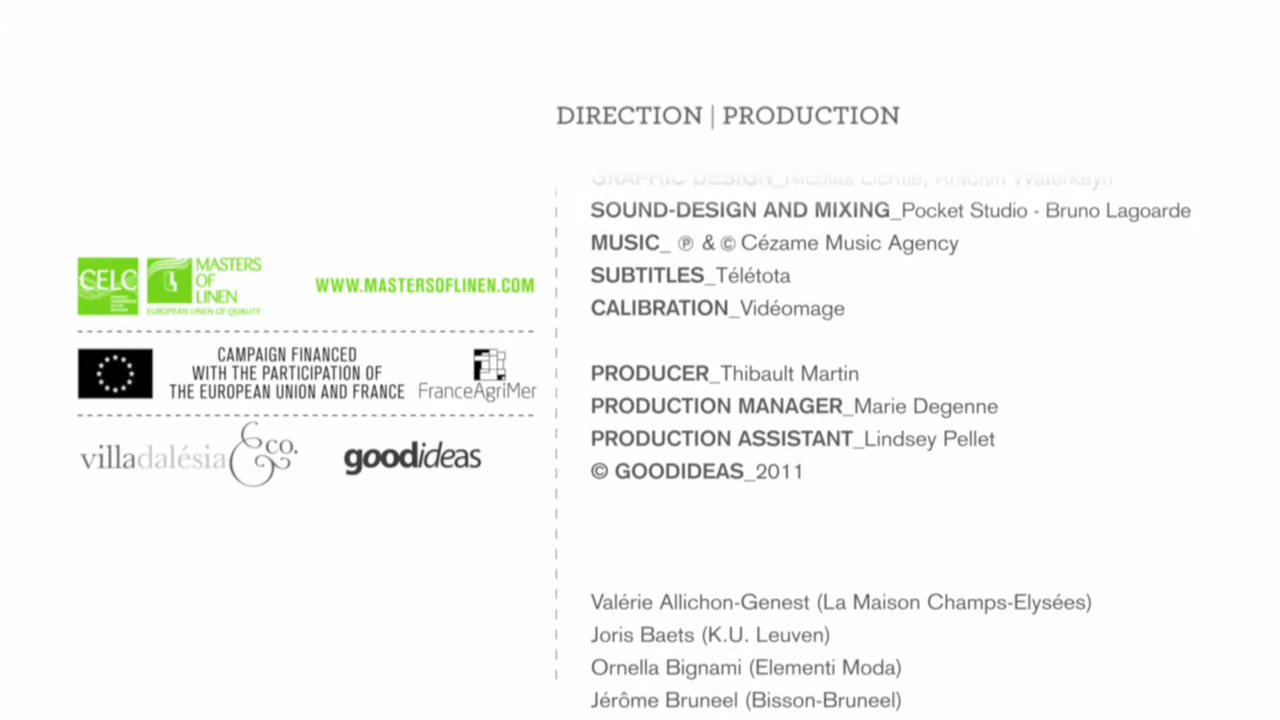 DIRECTION | PRODUCTION
GRAPHIC DESIGN_Nicolas
SOUND-DESIGN AND MIXING_Pocket Studio - Bruno Lagoarde
MUSIC_ ℗ & © Cézame Music Agency
SUBTITLES_Télétota
CALIBRATION_Vidéomage
PRODUCER_Thibault Martin
PRODUCTION MANAGER_Marie Degenne
PRODUCTION ASSISTANT_Lindsey Pellet
© GOODIDEAS_2011
Valérie Allichon-Genest (La Maison Champs-Elysées)
Joris Baets (K.U. Leuven)
Ornella Bignami (Elementi Moda)
Jérôme Bruneel (Bisson-Bruneel)
CELC
MASTERS
OF
LINEN
EUROPEAN LINEN OF QUALITY
WWW.MASTERSOFLINEN.COM
CAMPAIGN FINANCED
WITH THE PARTICIPATION OF
THE EUROPEAN UNION AND FRANCE
FranceAgriMer
villadalésia &co.
goodideas